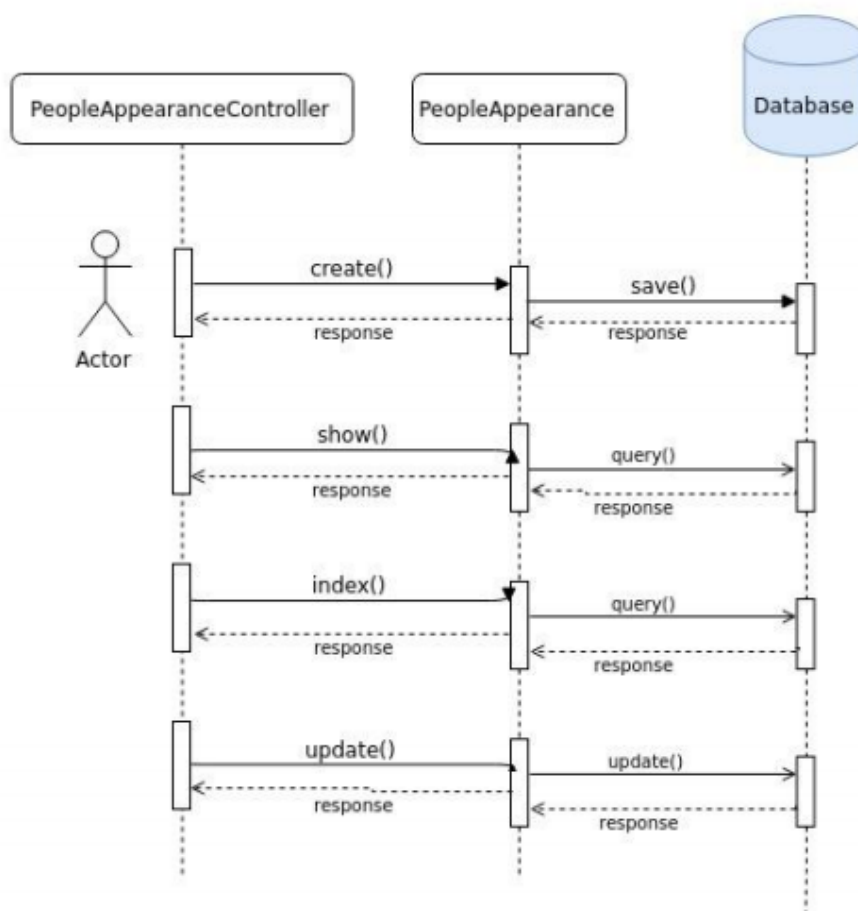 PeopleAppearanceController
PeopleAppearance
Database
Actor
create()
save()
response
response
show()
query()
response
response
index()
query()
response
response
update()
update()
response
response